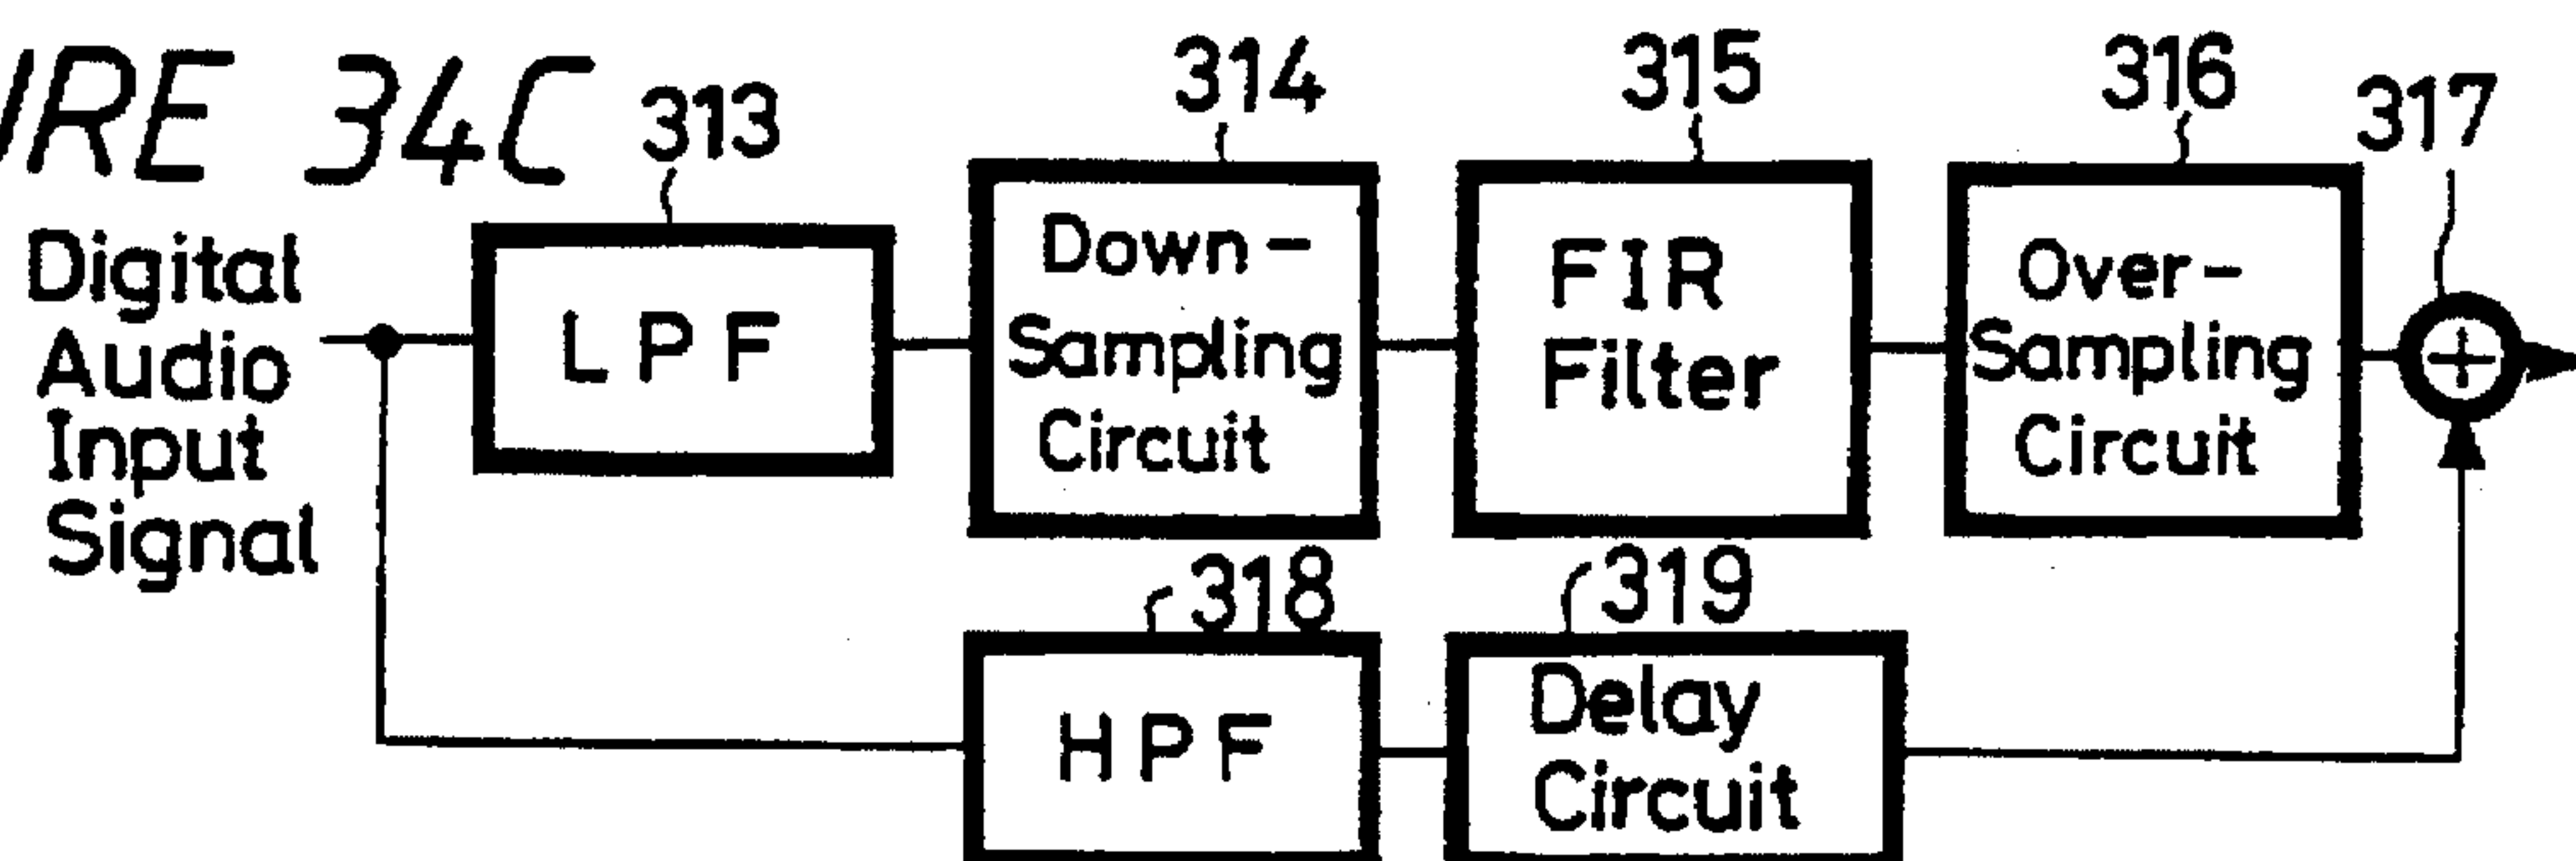 URE 34C
313
314
315
316
317
Digital
Audio
Input
Signal
LPF
Down-
Sampling
Circuit
FIR
Filter
Over-
Sampling
Circuit
+
318
319
HPF
Delay
Circuit